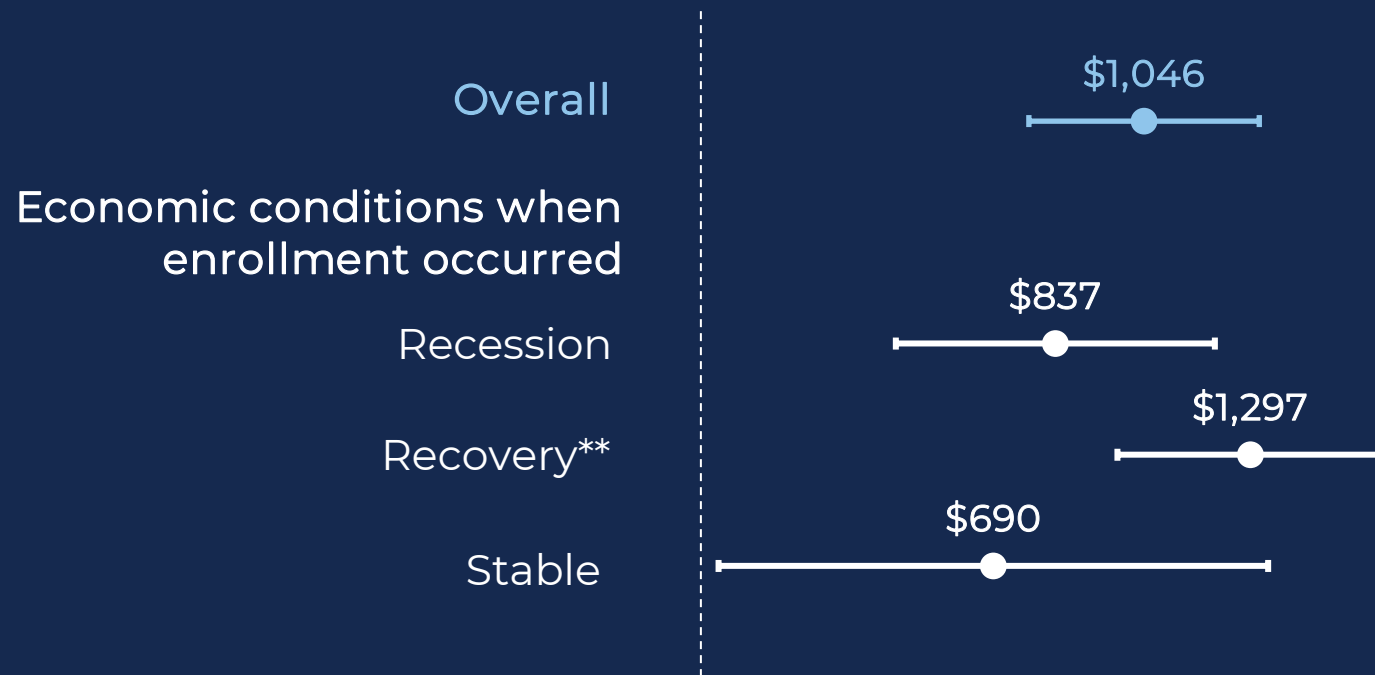 $1,046
Overall
Economic conditions when
enrollment occurred
$837
Recession
$1,297
Recovery**
$690
Stable